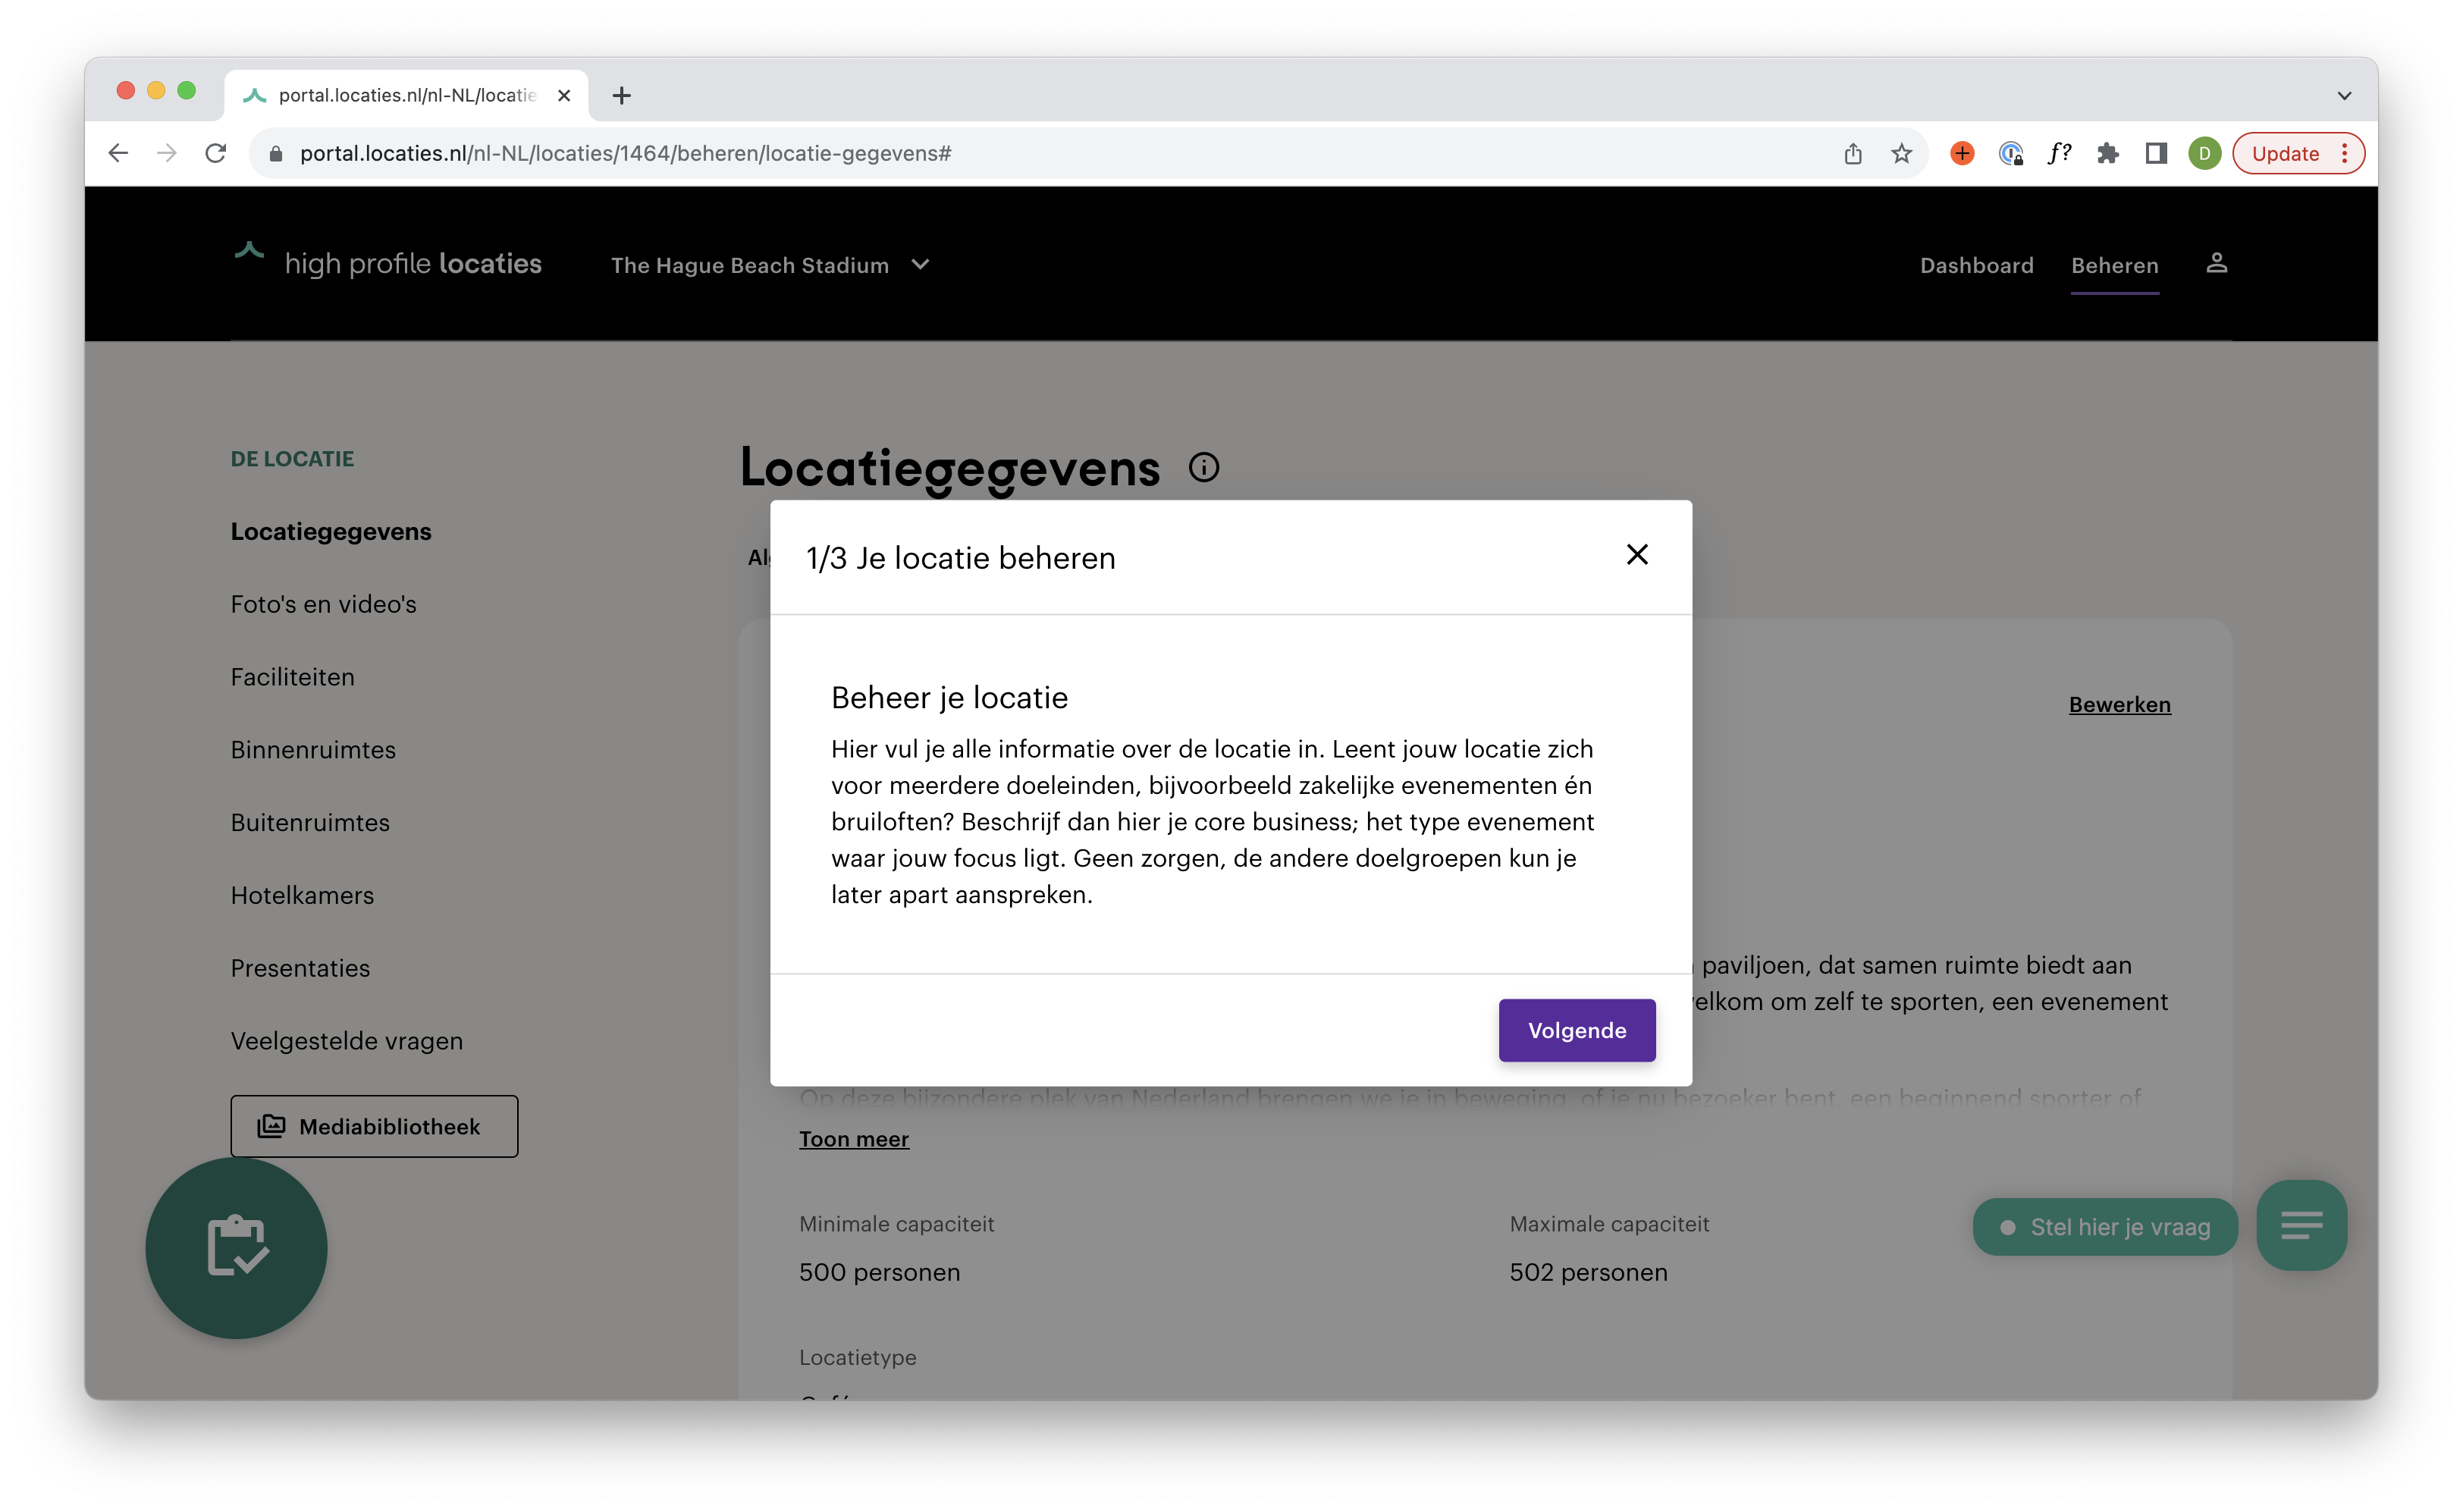 portal.locaties.nl/nl-NL/locatie
portal.locaties.nl/nl-NL/locaties/1464/beheren/locatie-gegevens#
f?
D
Update
high profile locaties
The Hague Beach Stadium
Dashboard
Beheren
DE LOCATIE
Locatiegegevens
Foto's en video's
Faciliteiten
Binnenruimtes
Buitenruimtes
Hotelkamers
Presentaties
Veelgestelde vragen
Mediabibliotheek
Locatiegegevens
1/3 Je locatie beheren
Beheer je locatie
Hier vul je alle informatie over de locatie in. Leent jouw locatie zich
voor meerdere doeleinden, bijvoorbeeld zakelijke evenementen én
bruiloften? Beschrijf dan hier je core business; het type evenement
waar jouw focus ligt. Geen zorgen, de andere doelgroepen kun je
later apart aanspreken.
Volgende
Bewerken
paviljoen, dat samen ruimte biedt aan
om zelf te sporten, een evenement
Op deze bijzondere plek van Nederland brengen we je in beweging, of je nu bezoeker bent, een beginnend sporter of
Toon meer
Minimale capaciteit
500 personen
Maximale capaciteit
502 personen
Locatietype
Stel hier je vraag